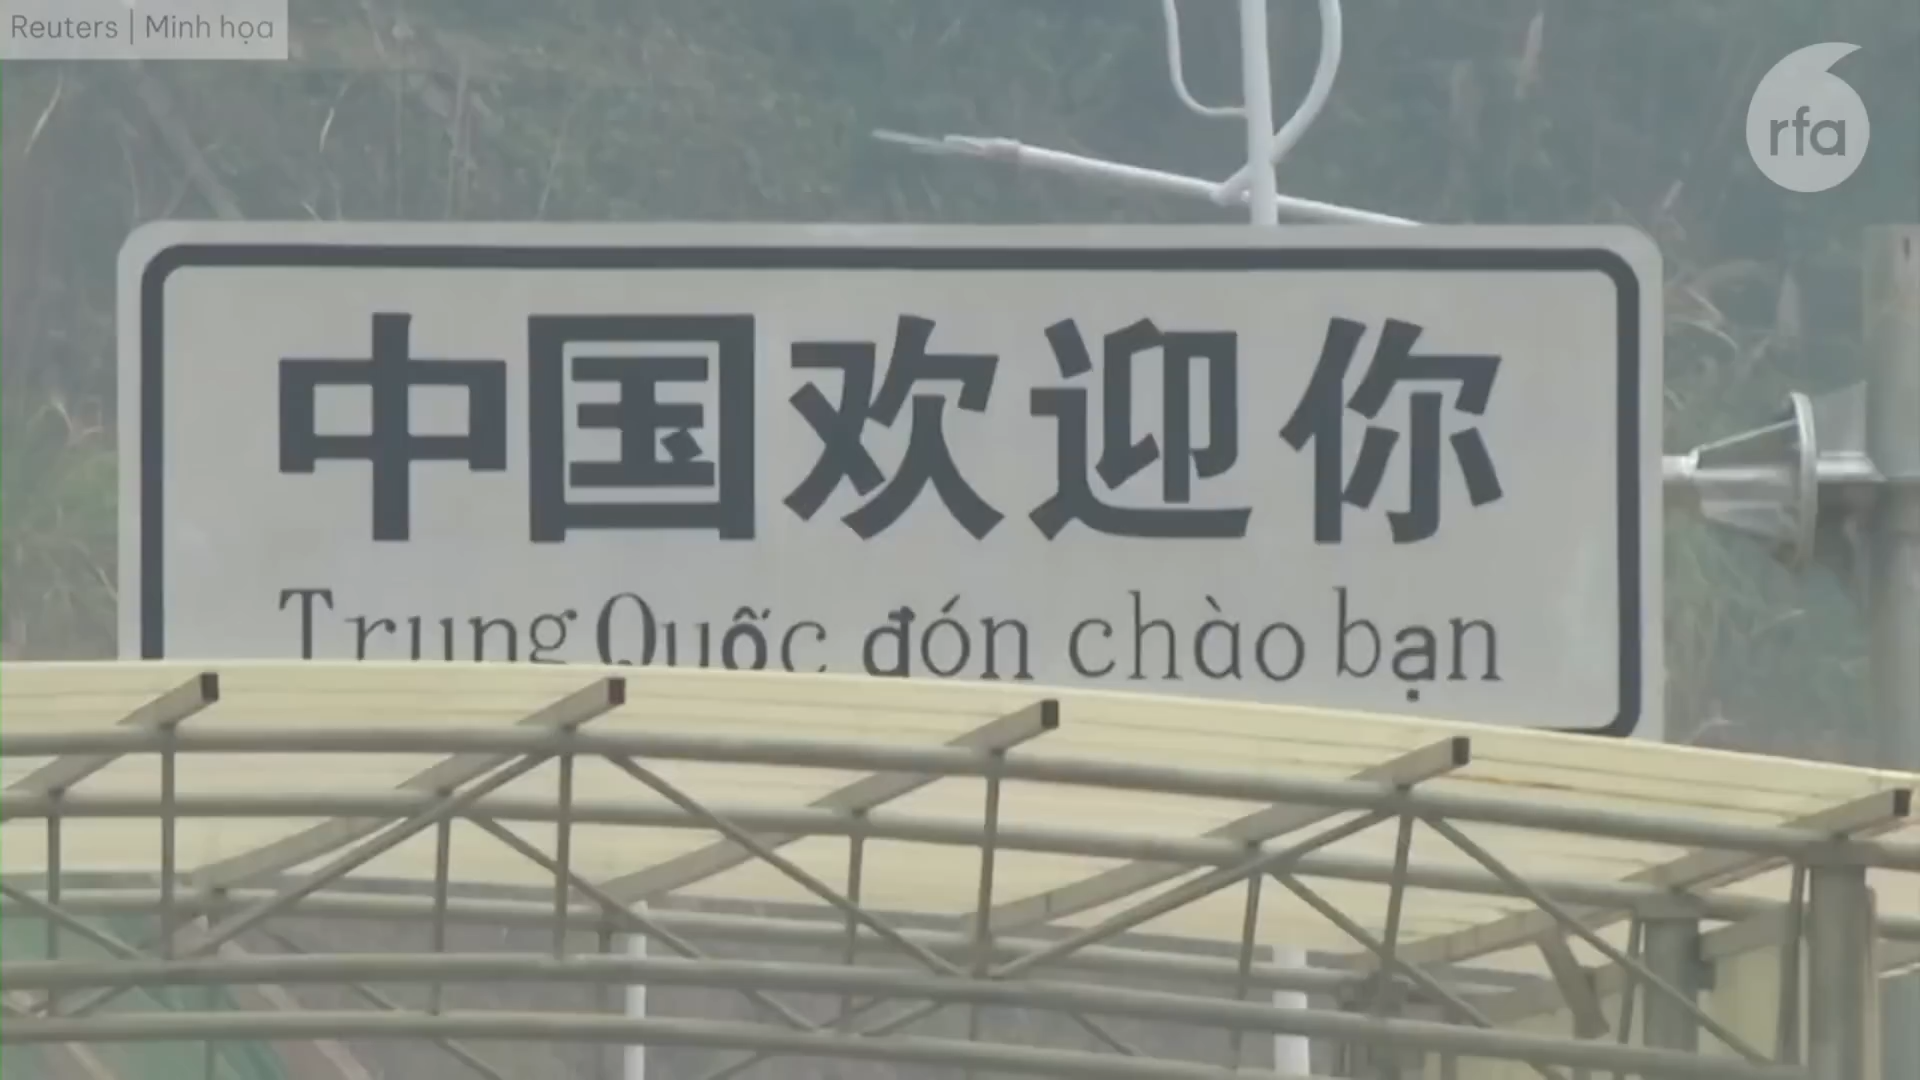 Reuters | Minh họa
rfa
中国欢迎你
Trung Quốc đón chào bạn